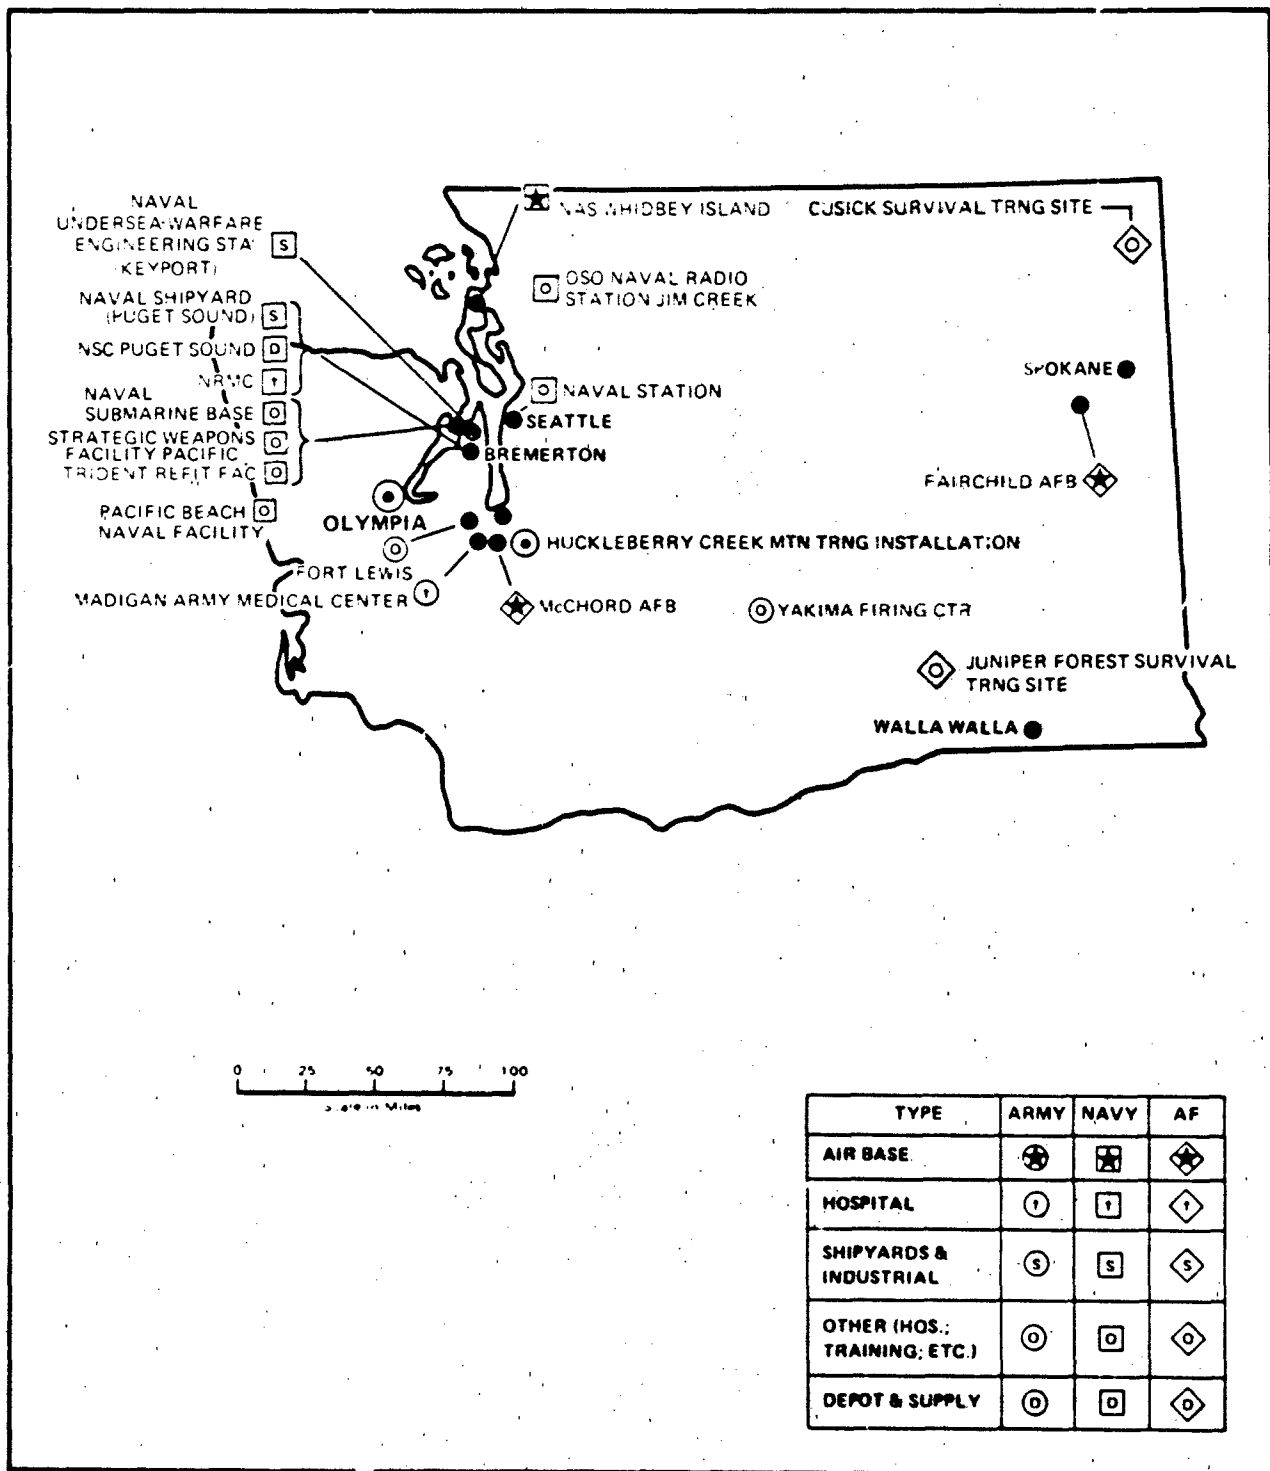 NAVAL
UNDERSEA-WARFARE
ENGINEERING STA
(KEYPORT)
S
NAVAL SHIPYARD
(PUGET SOUND)
S
NSC PUGET SOUND
D
NRMC
NAVAL
SUBMARINE BASE
O
STRATEGIC WEAPONS
FACILITY PACIFIC
O
TRIDENT REFIT FAC
O
PACIFIC BEACH
NAVAL FACILITY
O
NAS WHIDBEY ISLAND
CUSICK SURVIVAL TRNG SITE
O
O
OSO NAVAL RADIO
STATION JIM CREEK
O
NAVAL STATION
SEATTLE
BREMERTON
SPOKANE
FAIRCHILD AFB
OLYMPIA
O
FORT LEWIS
HUCKLEBERRY CREEK MTN TRNG INSTALLATION
MADIGAN ARMY MEDICAL CENTER
McCHORD AFB
O
YAKIMA FIRING CTR
O
JUNIPER FOREST SURVIVAL
TRNG SITE
WALLA WALLA
0 25 50 75 100
Scale in Miles
TYPE ARMY NAVY AF
AIR BASE
HOSPITAL
SHIPYARDS &
INDUSTRIAL
S S S
OTHER (HOS.;
TRAINING; ETC.)
O O O
DEPOT & SUPPLY
D D D